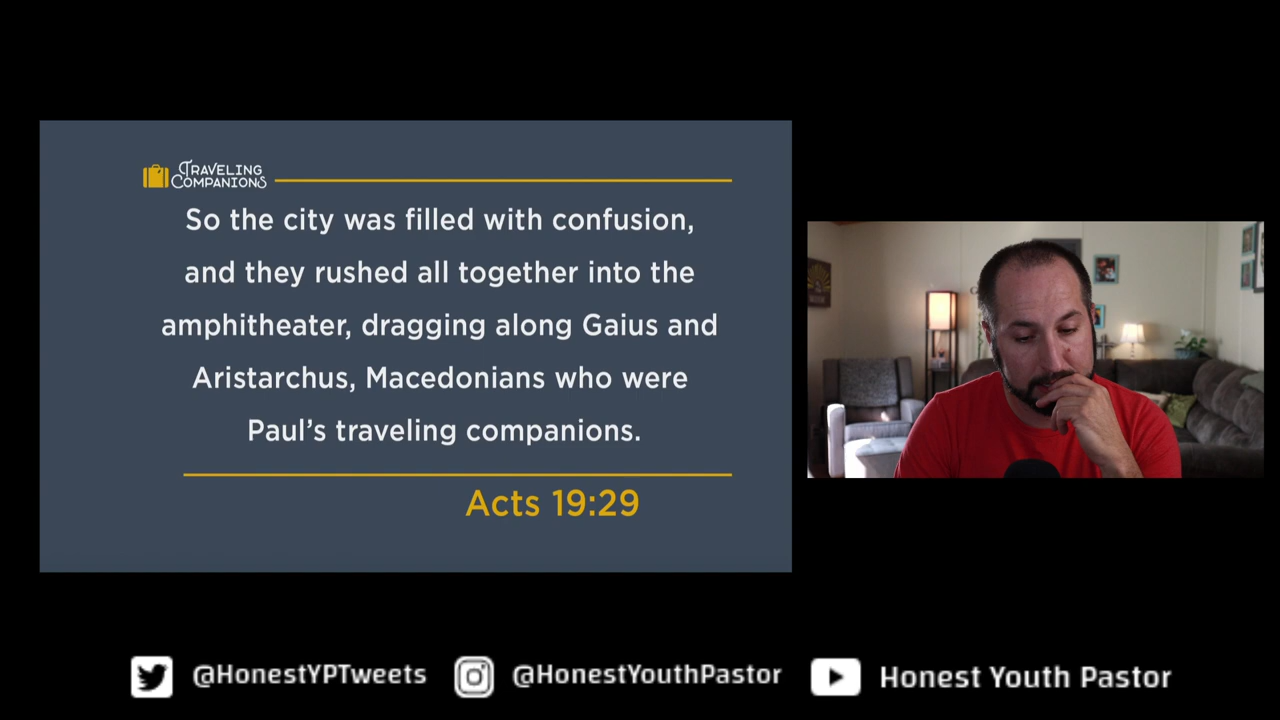 TRAVELING
COMPANIONS
So the city was filled with confusion,
and they rushed all together into the
amphitheater, dragging along Gaius and
Aristarchus, Macedonians who were
Paul’s traveling companions.
Acts 19:29
@HonestYPTweets
@HonestYouthPastor
Honest Youth Pastor